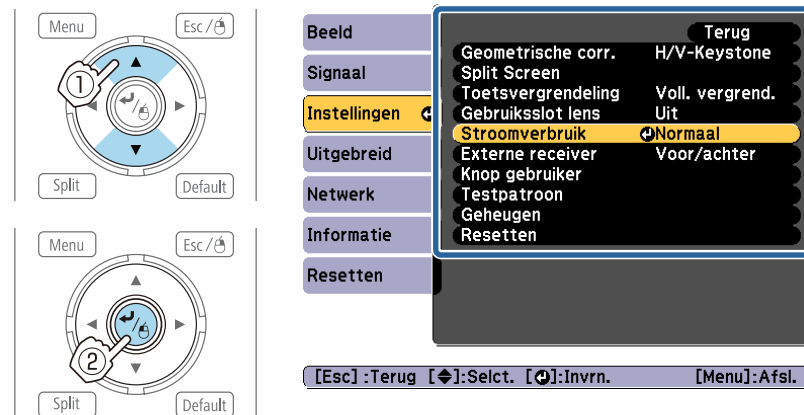 Menu
Esc/
1
Split
Default
Menu
Esc/
2
Split
Default
Beeld
Signaal
Instellingen
Uitgebreid
Netwerk
Informatie
Resetten
Terug
Geometrische corr. H/V-Keystone
Split Screen
Toetsvergrendeling Voll. vergrend.
Gebruiksslot lens Uit
Stroomverbruik Normaal
Externe receiver Voor/achter
Knop gebruiker
Testpatroon
Geheugen
Resetten
[Esc] :Terug [◆]:Selct. [⏎]:Invrn. [Menu]:Afsl.